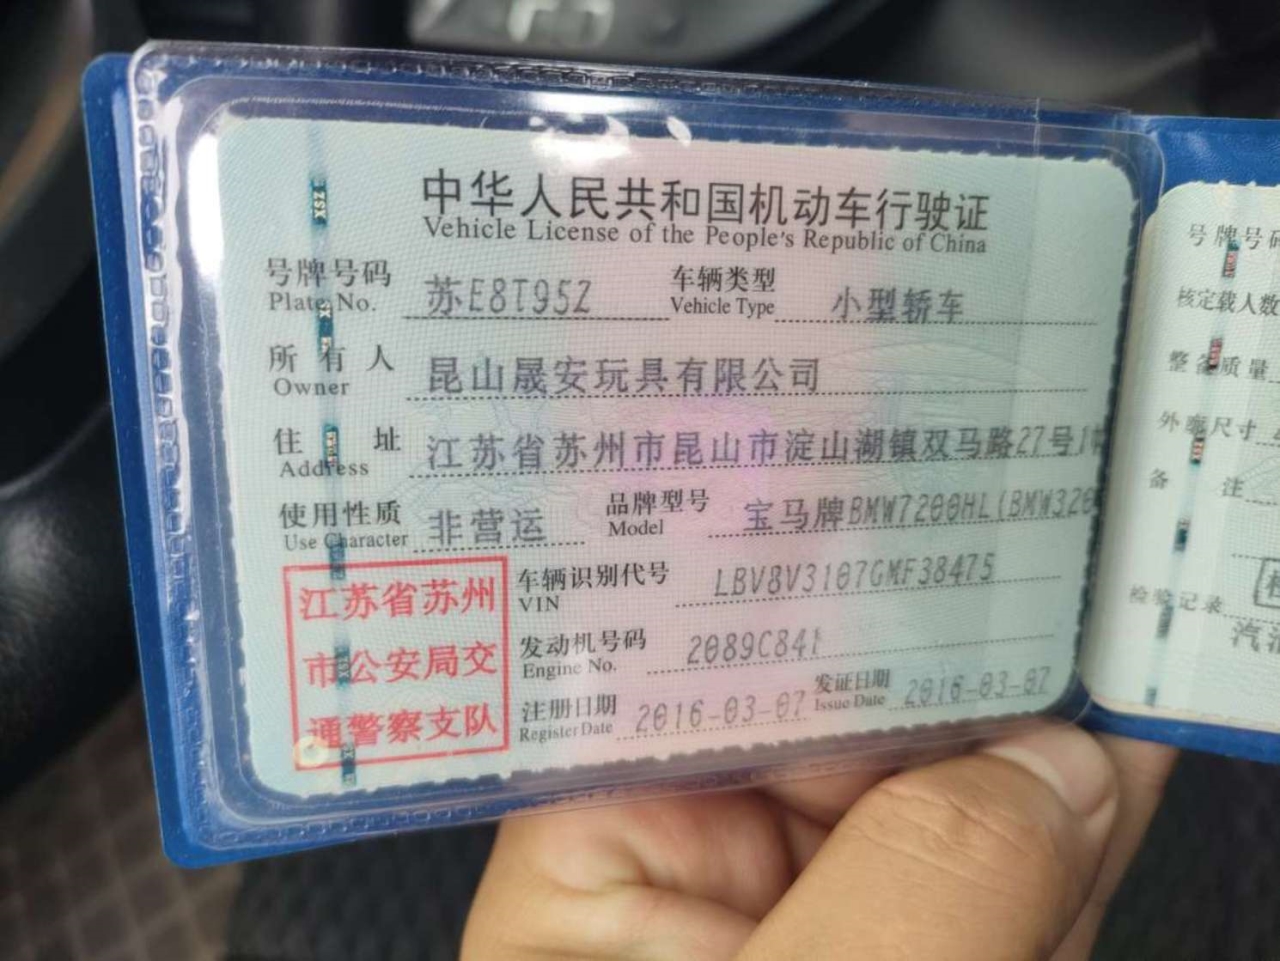 中华人民共和国机动车行驶证
Vehicle License of the People's Republic of China
号牌号码 苏E8T95Z 车辆类型 小型轿车
Plate No. Vehicle Type
所有人 昆山晟安玩具有限公司
Owner
住址 江苏省苏州市昆山市淀山湖镇双马路27号1
Address
使用性质 非营运 品牌型号 宝马牌BMW7200HL(BMW320
Use Character Model
江苏省苏州
市公安局交
通警察支队
车辆识别代号 LBV8V3107GMF38475
VIN
发动机号码 2089C841
Engine No.
注册日期 2016-03-07 发证日期 2016-03-07
Register Date Issue Date
号牌号码
核定载人数
整备质量
外廓尺寸
备注
检验记录